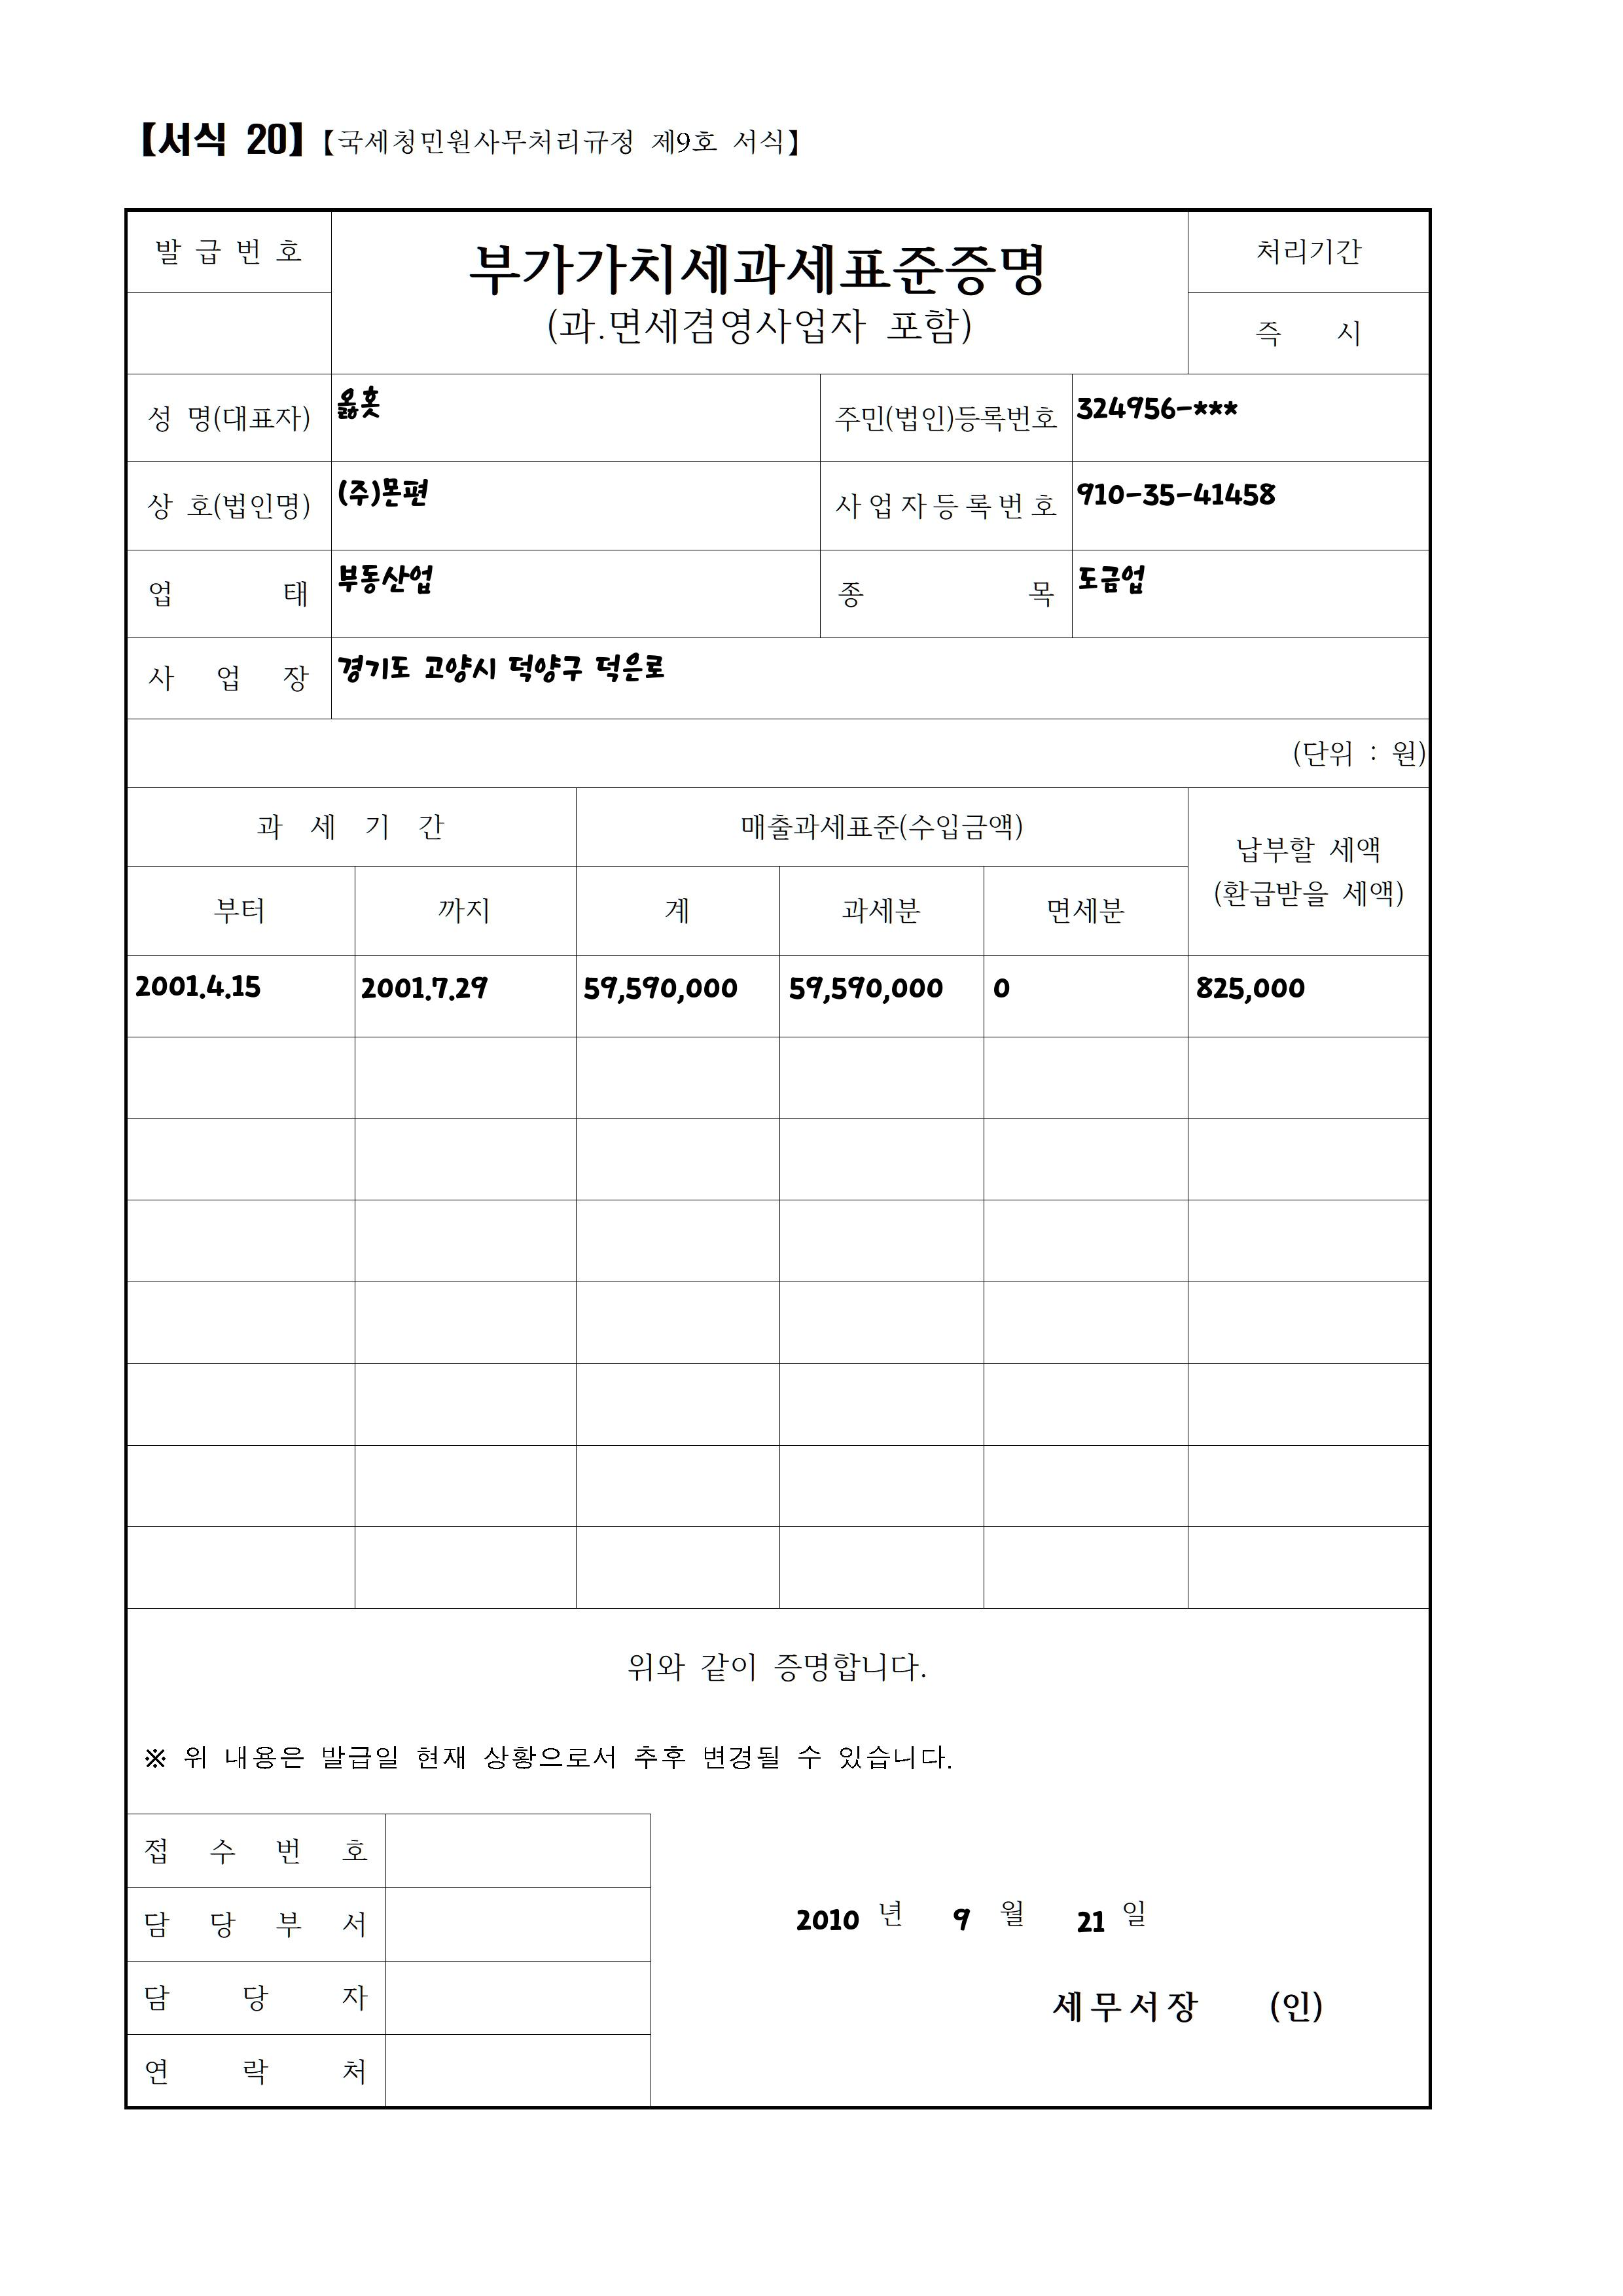 【서식 20】【국세청민원사무처리규정 제9호 서식】
발 급 번 호
부가가치세과세표준증명
(과.면세겸영사업자 포함)
처리기간
즉 시
성 명(대표자) 옳홋 주민(법인)등록번호 324956-***
상 호(법인명) (주)몬편 사업자등록번호 910-35-41458
업 태 부동산업 종 목 도금업
사 업 장 경기도 고양시 덕양구 덕은로
(단위 : 원)
과 세 기 간 매출과세표준(수입금액) 납부할 세액
(환급받을 세액)
부터 까지 계 과세분 면세분
2001.4.15 2001.7.29 59,590,000 59,590,000 0 825,000
위와 같이 증명합니다.
※ 위 내용은 발급일 현재 상황으로서 추후 변경될 수 있습니다.
접 수 번 호
담 당 부 서
담 당 자
연 락 처
2010 년 9 월 21 일
세무서장 (인)